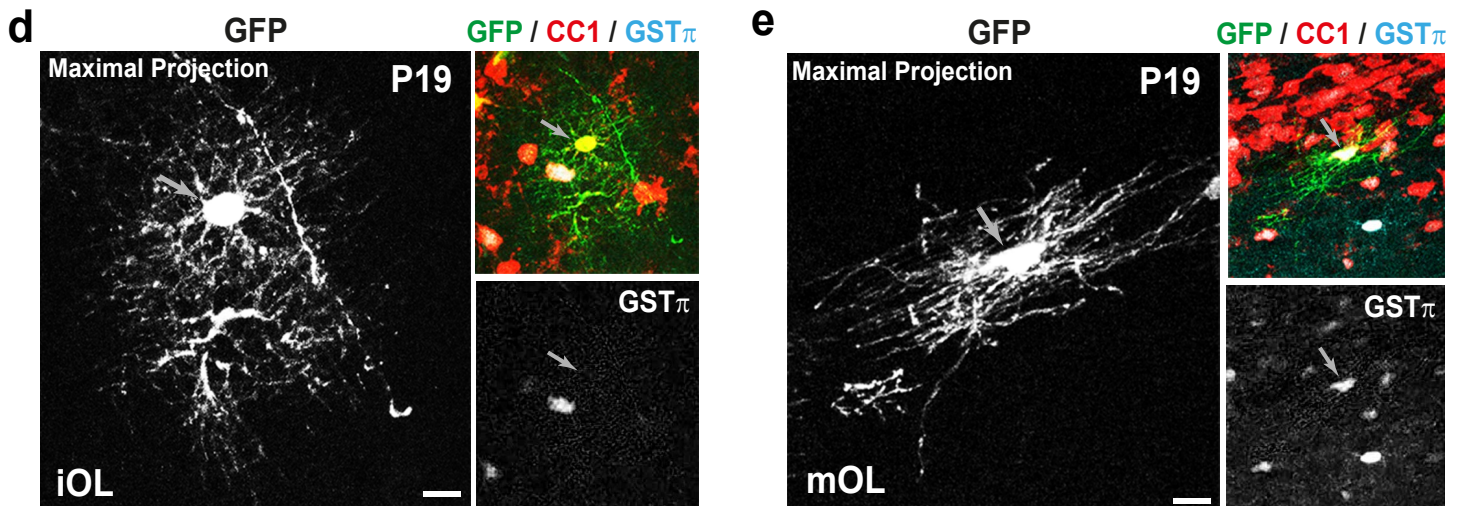 d
GFP
GFP / CC1 / GSTπ
Maximal Projection
P19
GSTπ
iOL
e
GFP
GFP / CC1 / GSTπ
Maximal Projection
P19
GSTπ
mOL